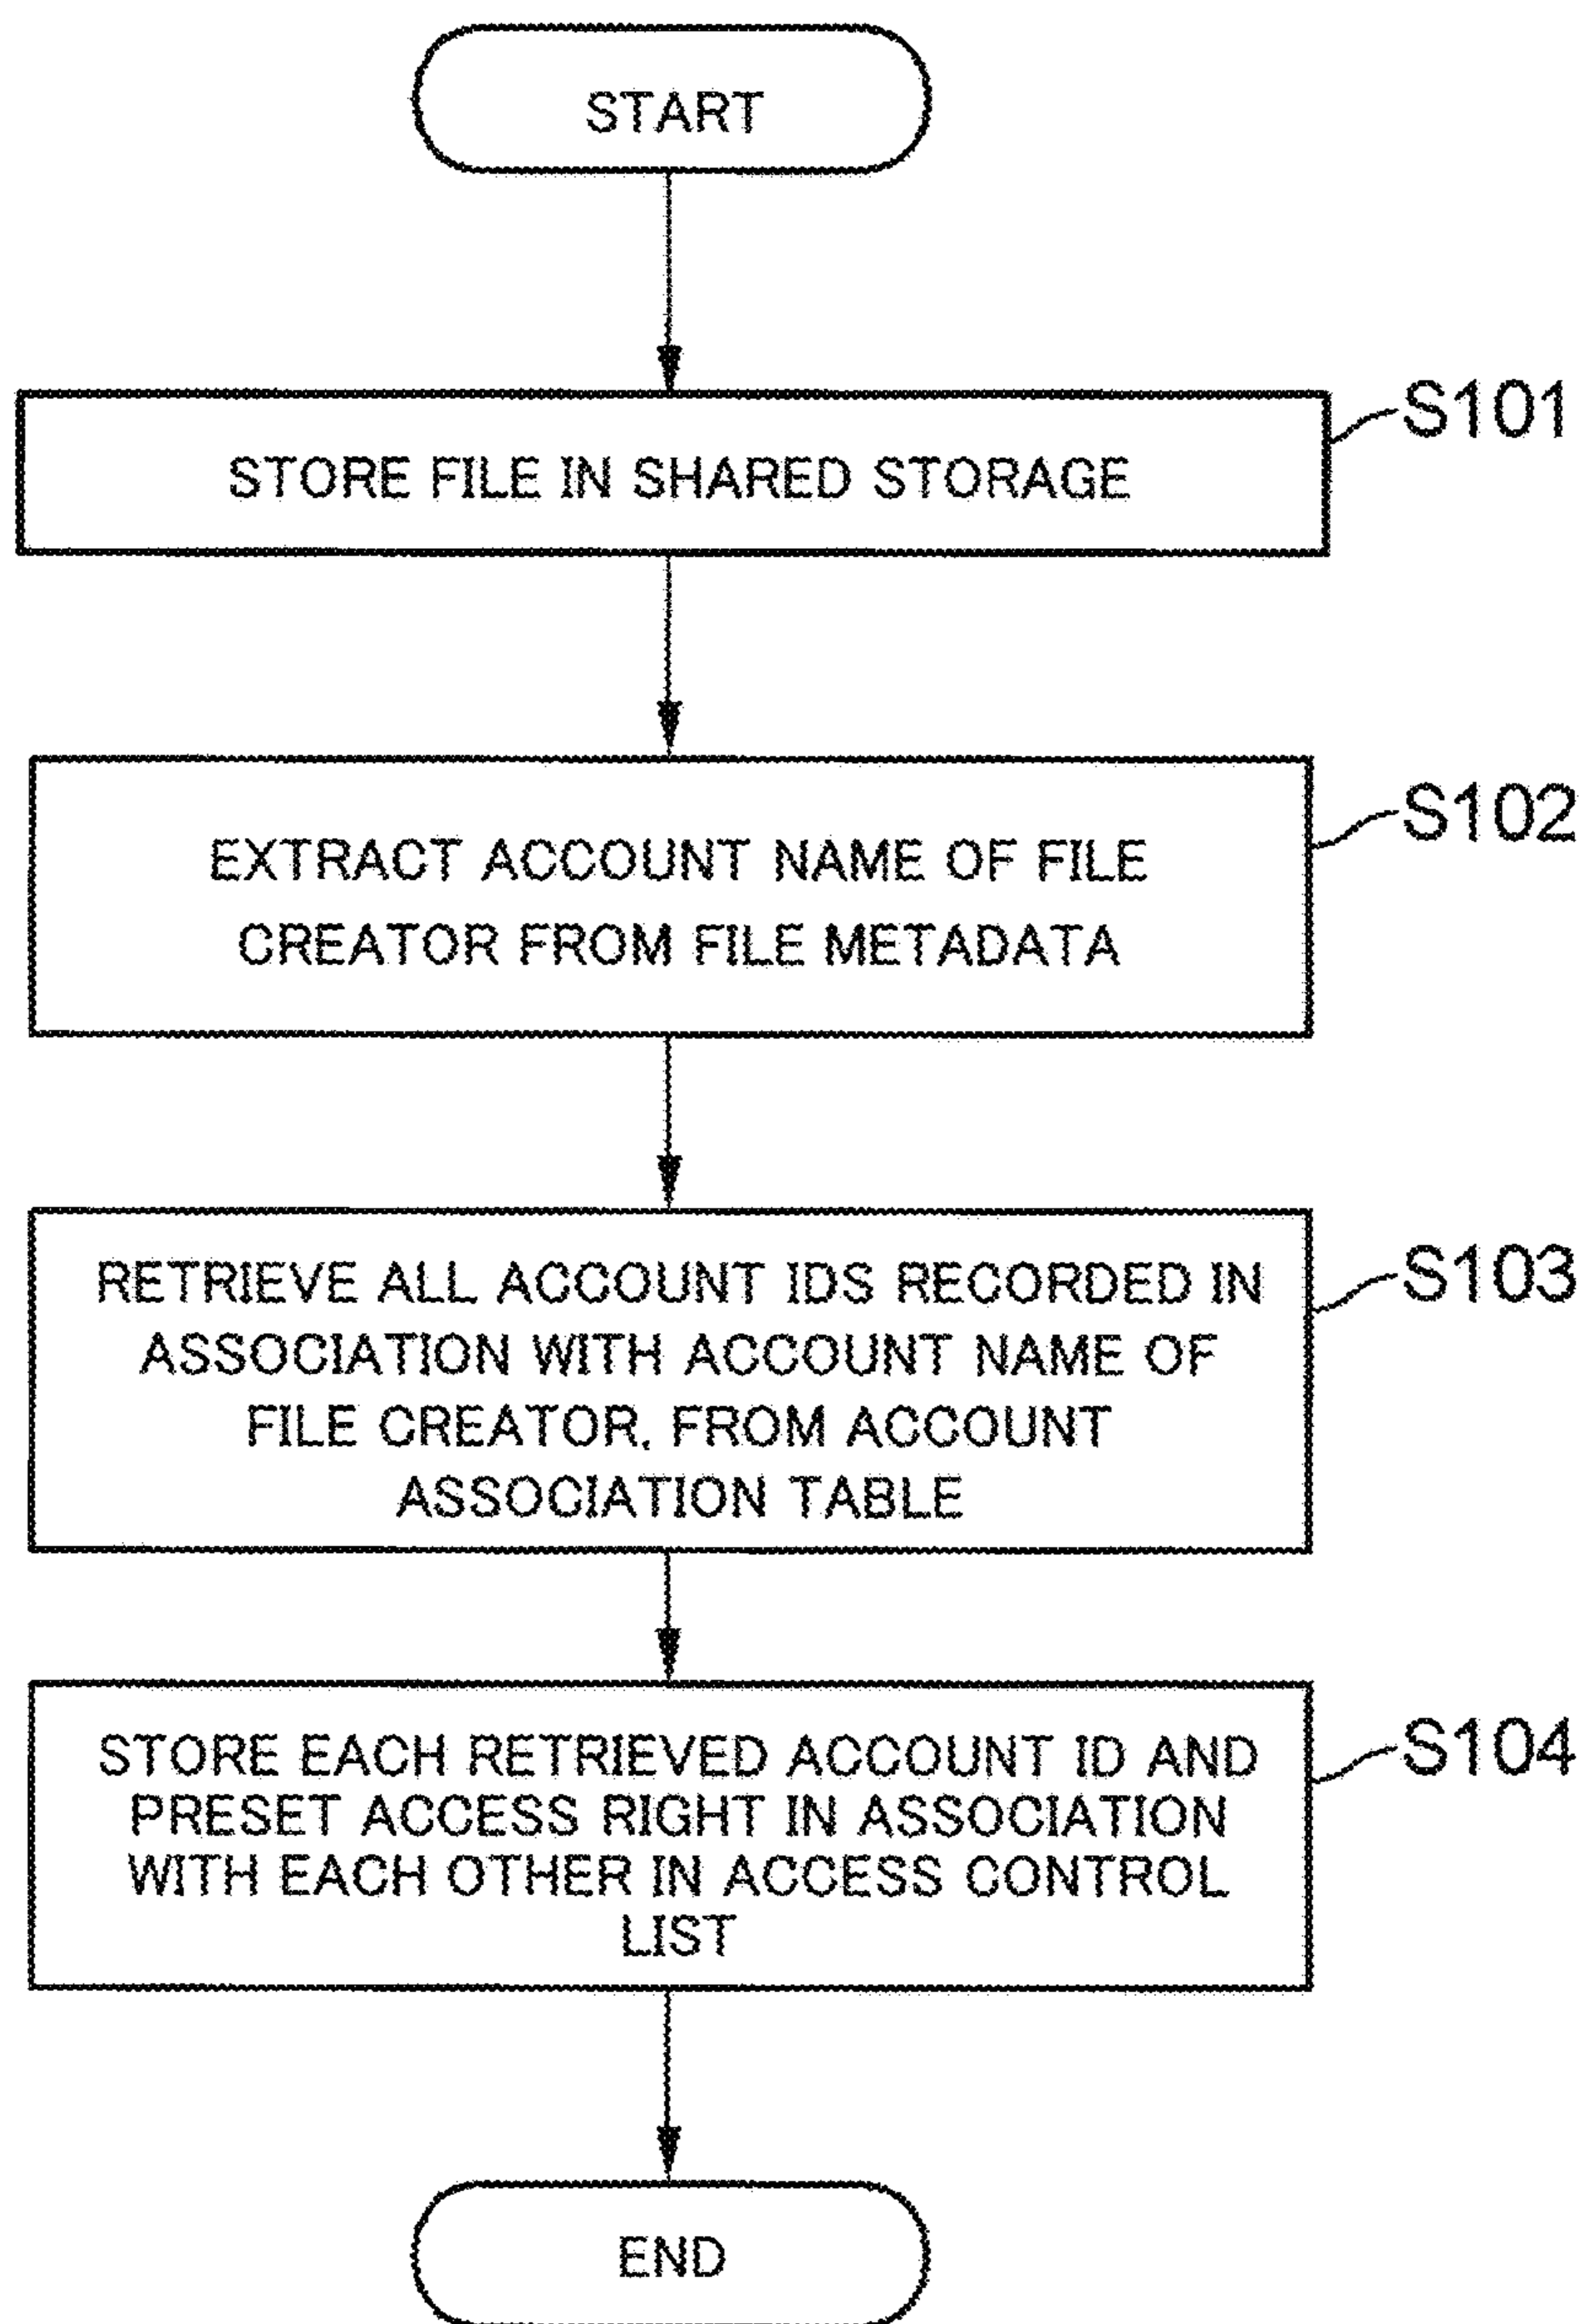 START
S101
STORE FILE IN SHARED STORAGE
S102
EXTRACT ACCOUNT NAME OF FILE
CREATOR FROM FILE METADATA
S103
RETRIEVE ALL ACCOUNT IDS RECORDED IN
ASSOCIATION WITH ACCOUNT NAME OF
FILE CREATOR, FROM ACCOUNT
ASSOCIATION TABLE
S104
STORE EACH RETRIEVED ACCOUNT ID AND
PRESET ACCESS RIGHT IN ASSOCIATION
WITH EACH OTHER IN ACCESS CONTROL
LIST
END